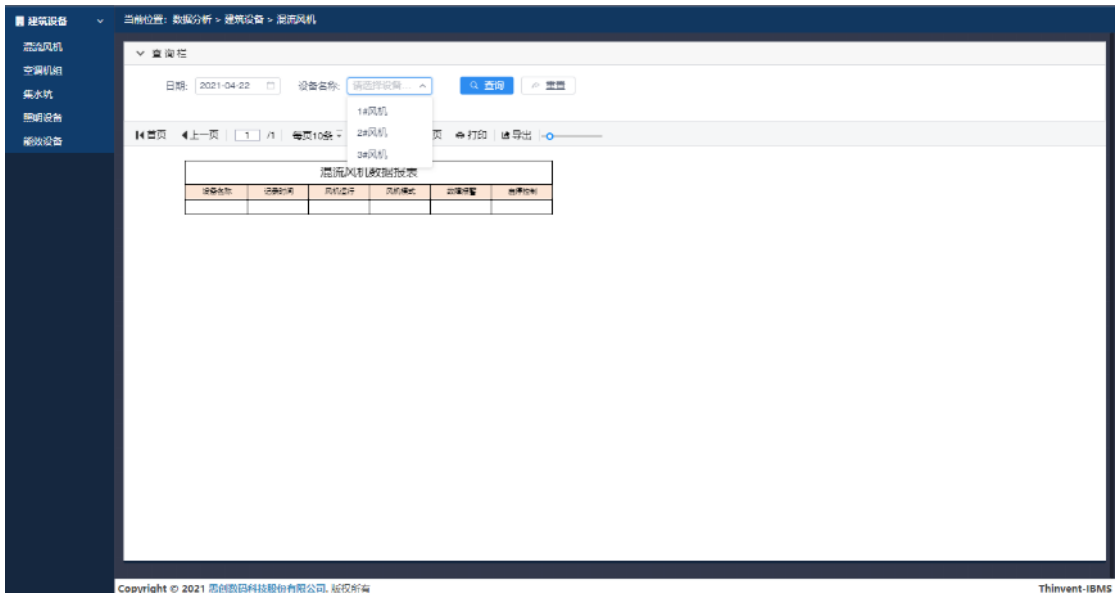 建筑设备
当前位置：数据分析 > 建筑设备 > 混流风机
混流风机
空调机组
集水坑
照明设备
能效设备
查询栏
日期: 2021-04-22 设备名称: 请选择设备... 查询 重置
1#风机
2#风机
3#风机
首页 上一页 1 /1 每页10条 页 打印 导出
混流风机数据报表
设备名称 记录时间 风机运行 风机模式 故障报警 启停控制
Copyright © 2021 思创数码科技股份有限公司. 版权所有
Thinvent-IBMS